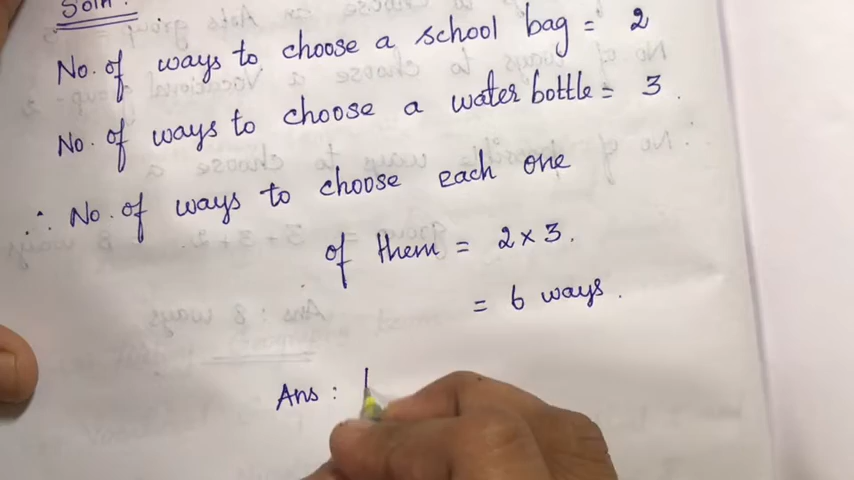 Soln:
No. of ways to choose a school bag = 2
No. of ways to choose a water bottle = 3.
∴ No. of ways to choose each one
of them = 2 × 3.
= 6 ways.
Ans: